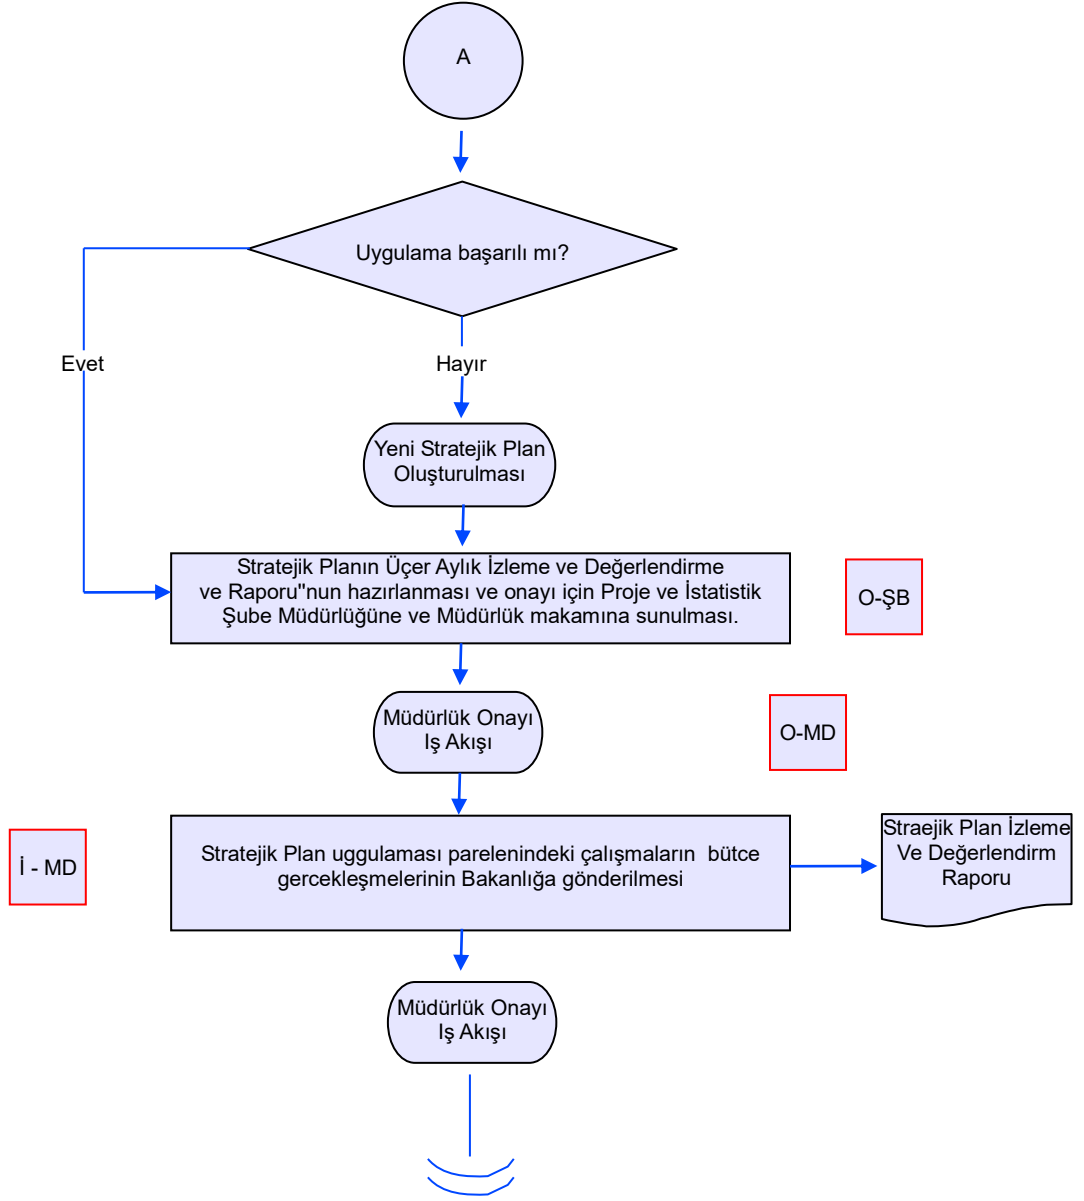 A
Uygulama başarılı mı?
Evet
Hayır
Yeni Stratejik Plan
Oluşturulması
Stratejik Planın Üçer Aylık İzleme ve Değerlendirme
ve Raporu"nun hazırlanması ve onayı için Proje ve İstatistik
Şube Müdürlüğüne ve Müdürlük makamına sunulması.
O-ŞB
Müdürlük Onayı
Iş Akışı
O-MD
İ - MD
Stratejik Plan uggulaması parelenindeki çalışmaların  bütce
gercekleşmelerinin Bakanlığa gönderilmesi
Straejik Plan İzleme
Ve Değerlendirm
Raporu
Müdürlük Onayı
Iş Akışı